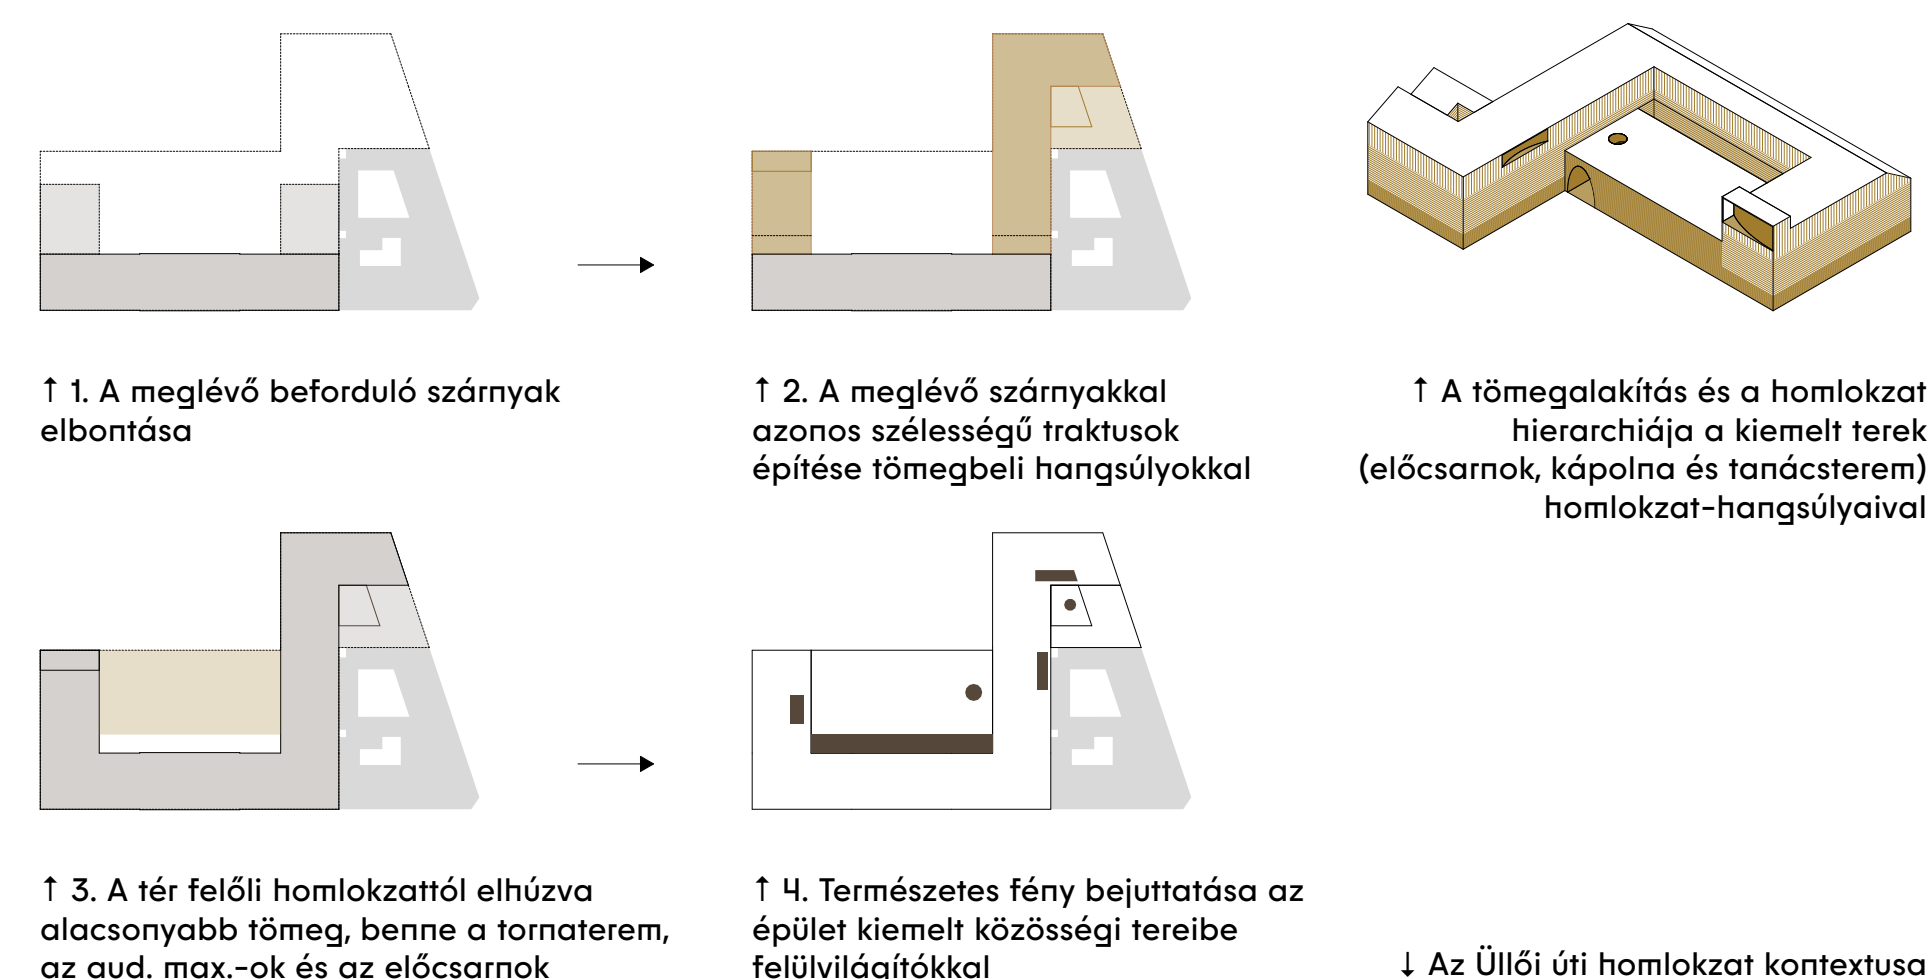 ↑ 1. A meglévő beforduló szárnyak
elbontása
↑ 2. A meglévő szárnyakkal
azonos szélességű traktusok
építése tömegbeli hangsúlyokkal
↑ A tömegalakítás és a homlokzat
hierarchiája a kiemelt terek
(előcsarnok, kápolna és tanácsterem)
homlokzat-hangsúlyaival
↑ 3. A tér felőli homlokzattól elhúzva
alacsonyabb tömeg, benne a tornaterem,
az aud. max.-ok és az előcsarnok
↑ 4. Természetes fény bejuttatása az
épület kiemelt közösségi tereibe
felülvilágítókkal
↓ Az Üllői úti homlokzat kontextusa